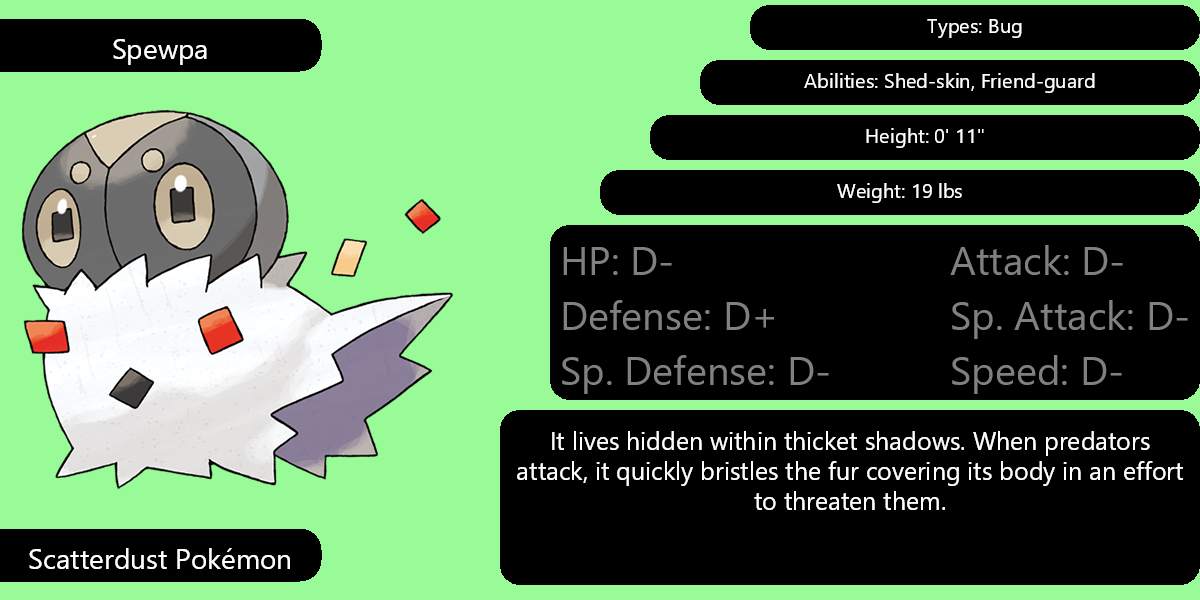 Spewpa
Types: Bug
Abilities: Shed-skin, Friend-guard
Height: 0' 11"
Weight: 19 lbs
HP: D-
Attack: D-
Defense: D+
Sp. Attack: D-
Sp. Defense: D-
Speed: D-
It lives hidden within thicket shadows. When predators
attack, it quickly bristles the fur covering its body in an effort
to threaten them.
Scatterdust Pokémon